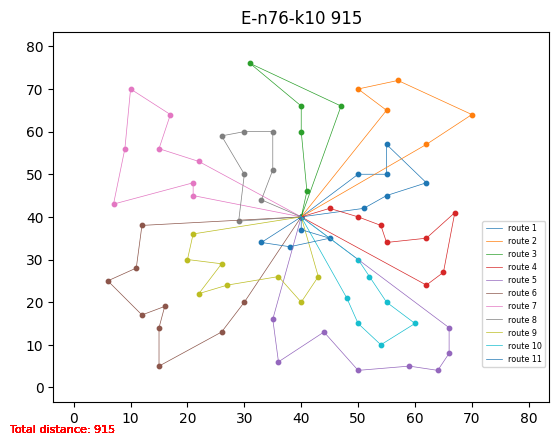 E-n76-k10 915
80
70
60
50
40
30
20
10
0
route 1
route 2
route 3
route 4
route 5
route 6
route 7
route 8
route 9
route 10
route 11
0 10 20 30 40 50 60 70 80
Total distance: 915